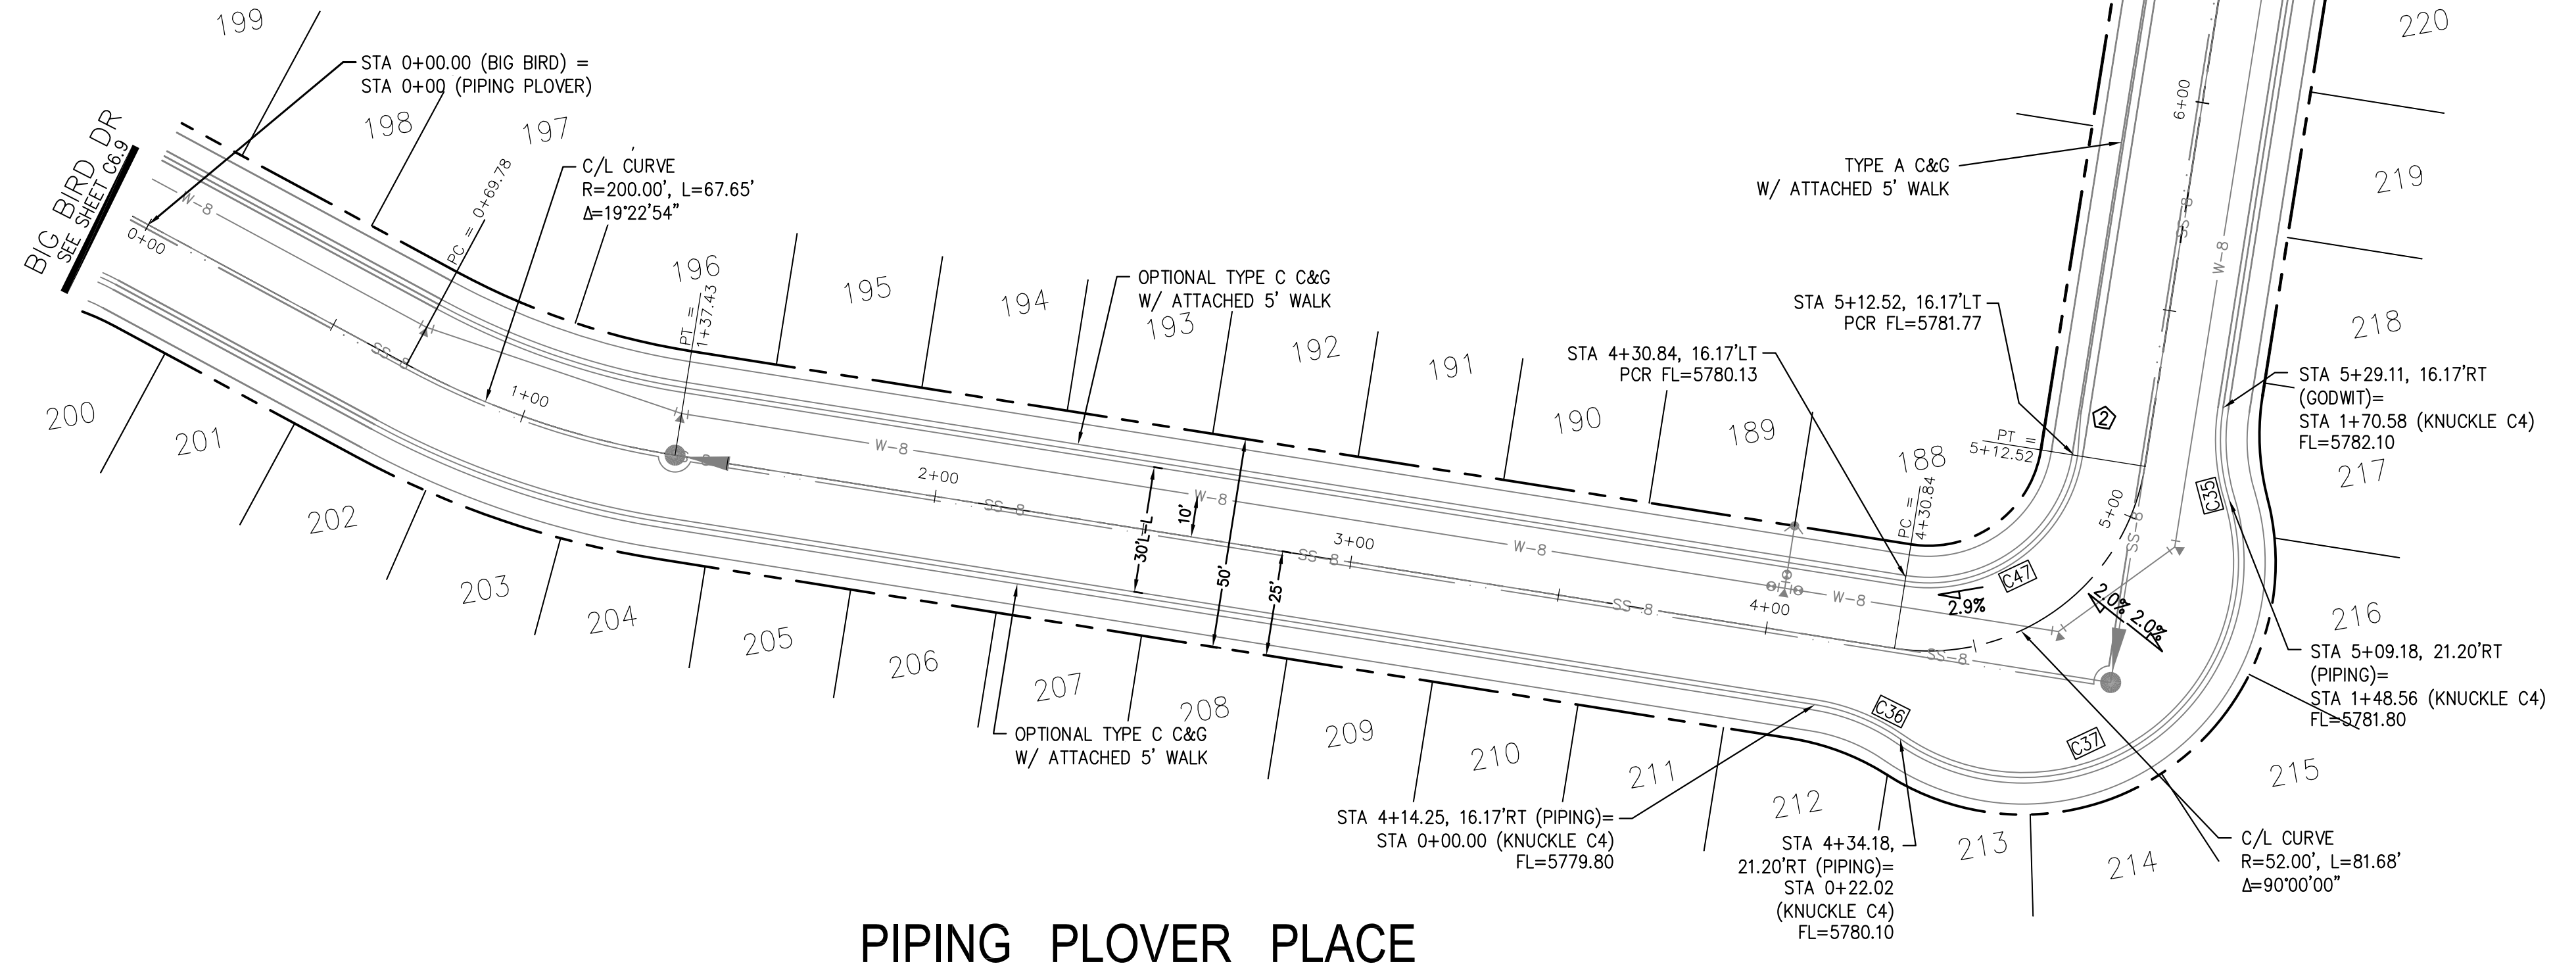 199
STA 0+00.00 (BIG BIRD) =
STA 0+00 (PIPING PLOVER)
198
197
BIG BIRD DR
SEE SHEET C6.9
PC = 0+69.78
C/L CURVE
R=200.00', L=67.65'
Δ=19°22'54"
W-8
0+00
SS-8
1+00
196
PT =
1+37.43
195
194
193
192
191
190
189
188
OPTIONAL TYPE C C&G
W/ ATTACHED 5' WALK
W-8
2+00
SS-8
30'L-L
10'
W-8
50'
25'
3+00
SS-8
W-8
SS-8
4+00
W-8
SS-8
STA 4+30.84, 16.17'LT
PCR FL=5780.13
PC =
4+30.84
2.9%
C47
STA 5+12.52, 16.17'LT
PCR FL=5781.77
PT =
5+12.52
2
5+00
SS-8
2.0%
2.0%
TYPE A C&G
W/ ATTACHED 5' WALK
6+00
SS-8
W-8
220
219
218
STA 5+29.11, 16.17'RT
(GODWIT)=
STA 1+70.58 (KNUCKLE C4)
FL=5782.10
217
C35
216
STA 5+09.18, 21.20'RT
(PIPING)=
STA 1+48.56 (KNUCKLE C4)
FL=5781.80
215
C37
C36
C/L CURVE
R=52.00', L=81.68'
Δ=90°00'00"
214
213
212
STA 4+34.18,
21.20'RT (PIPING)=
STA 0+22.02
(KNUCKLE C4)
FL=5780.10
STA 4+14.25, 16.17'RT (PIPING)=
STA 0+00.00 (KNUCKLE C4)
FL=5779.80
200
201
202
203
204
205
206
207
208
209
210
211
OPTIONAL TYPE C C&G
W/ ATTACHED 5' WALK
PIPING PLOVER PLACE